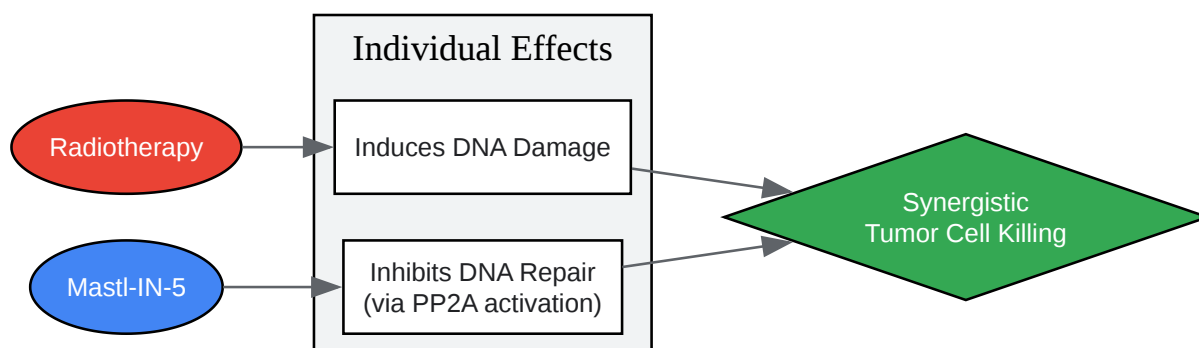 Individual Effects
Radiotherapy
Induces DNA Damage
Mastl-IN-5
Inhibits DNA Repair
(via PP2A activation)
Synergistic
Tumor Cell Killing